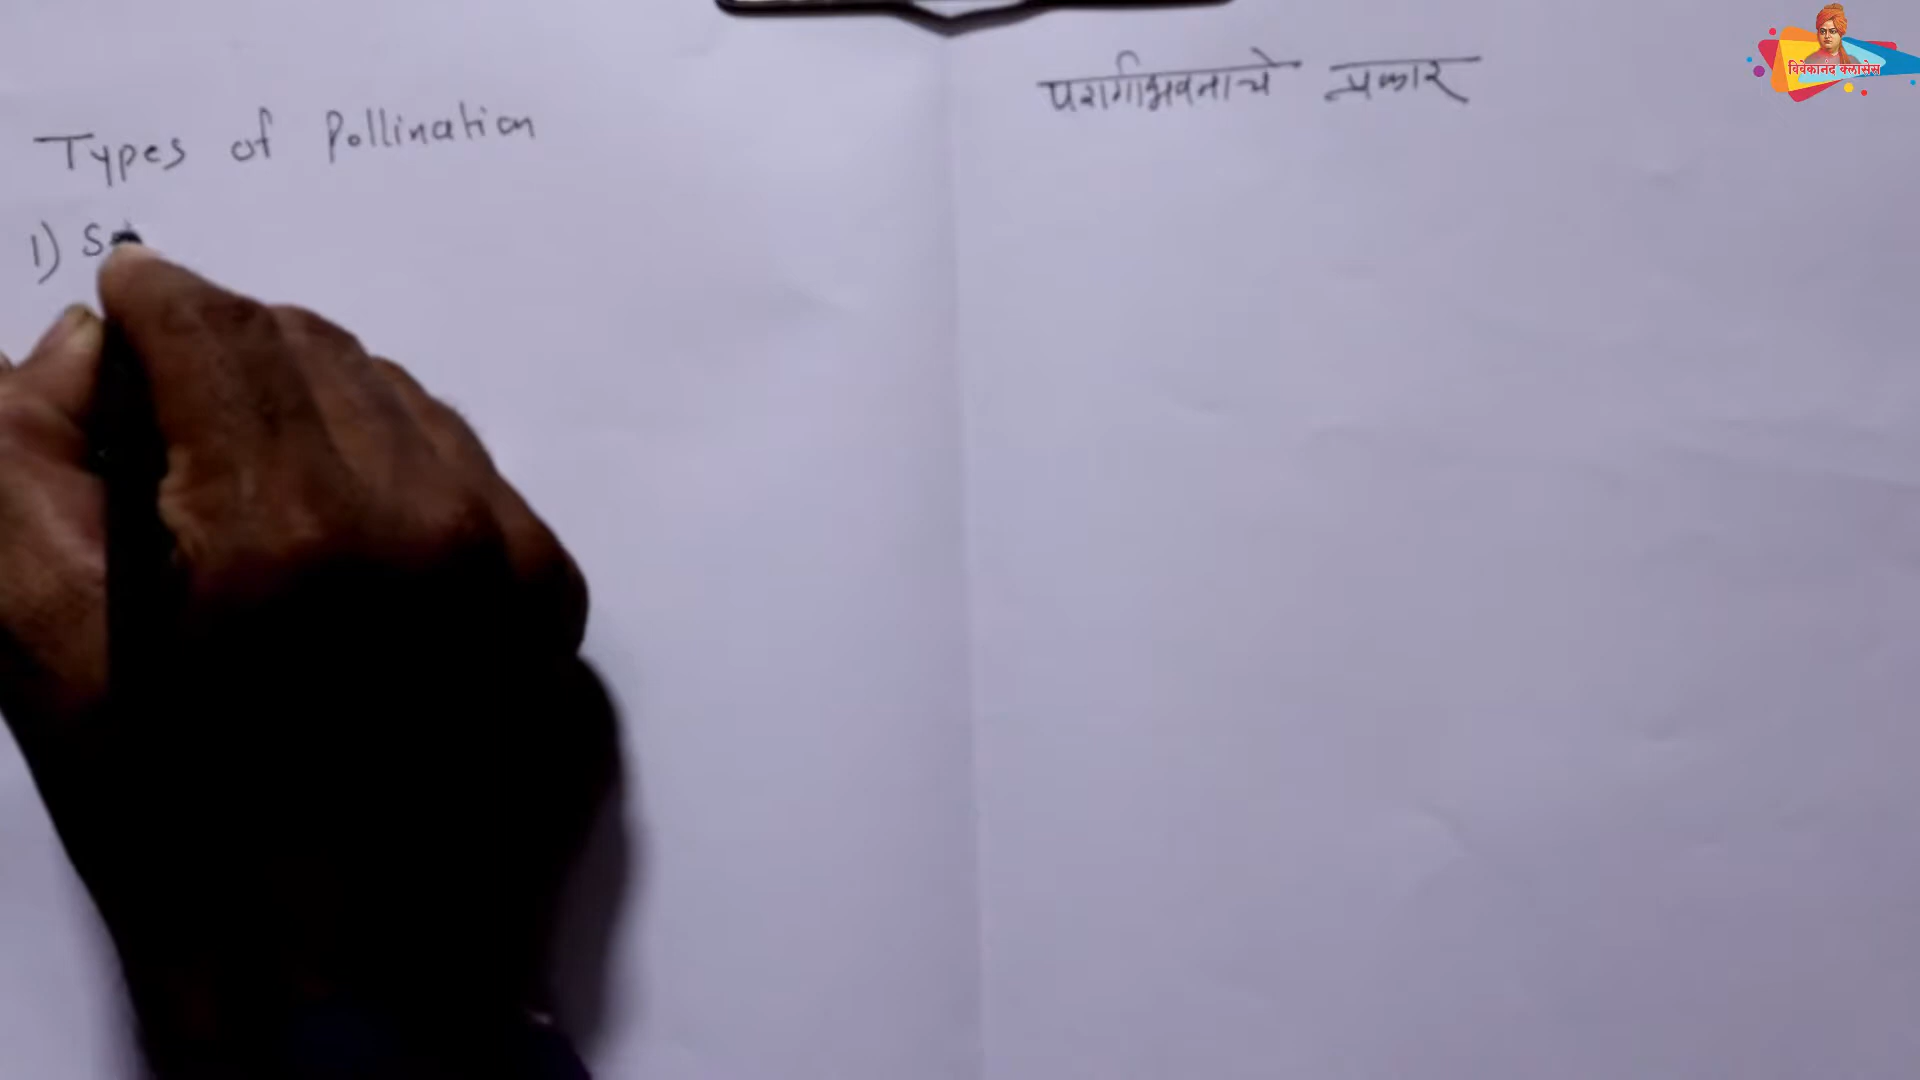 Types of Pollination
1)
परागीभवनाचे प्रकार
विवेकानंद क्लासेस